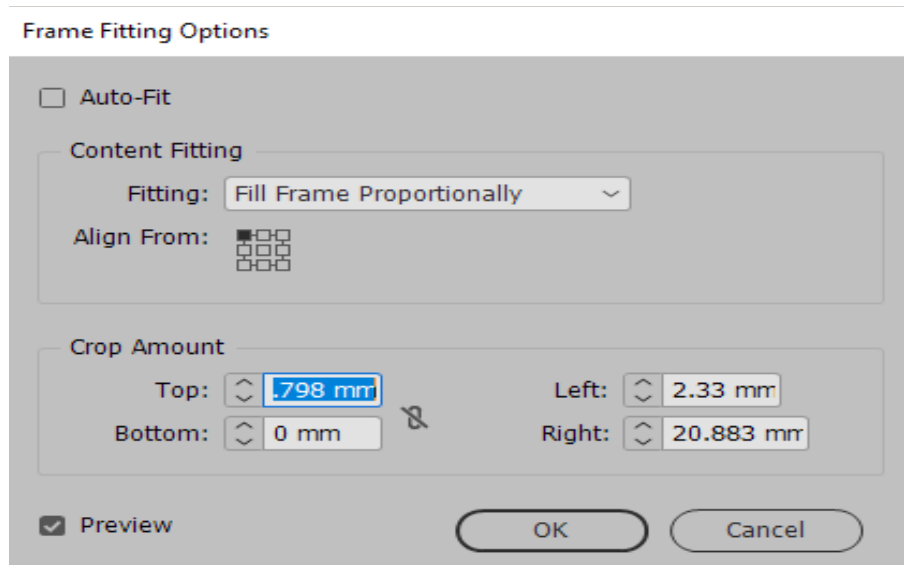 Frame Fitting Options
Auto-Fit
Content Fitting
Fitting: Fill Frame Proportionally
Align From:
Crop Amount
Top: .798 mm Left: 2.33 mm
Bottom: 0 mm Right: 20.883 mm
Preview OK Cancel